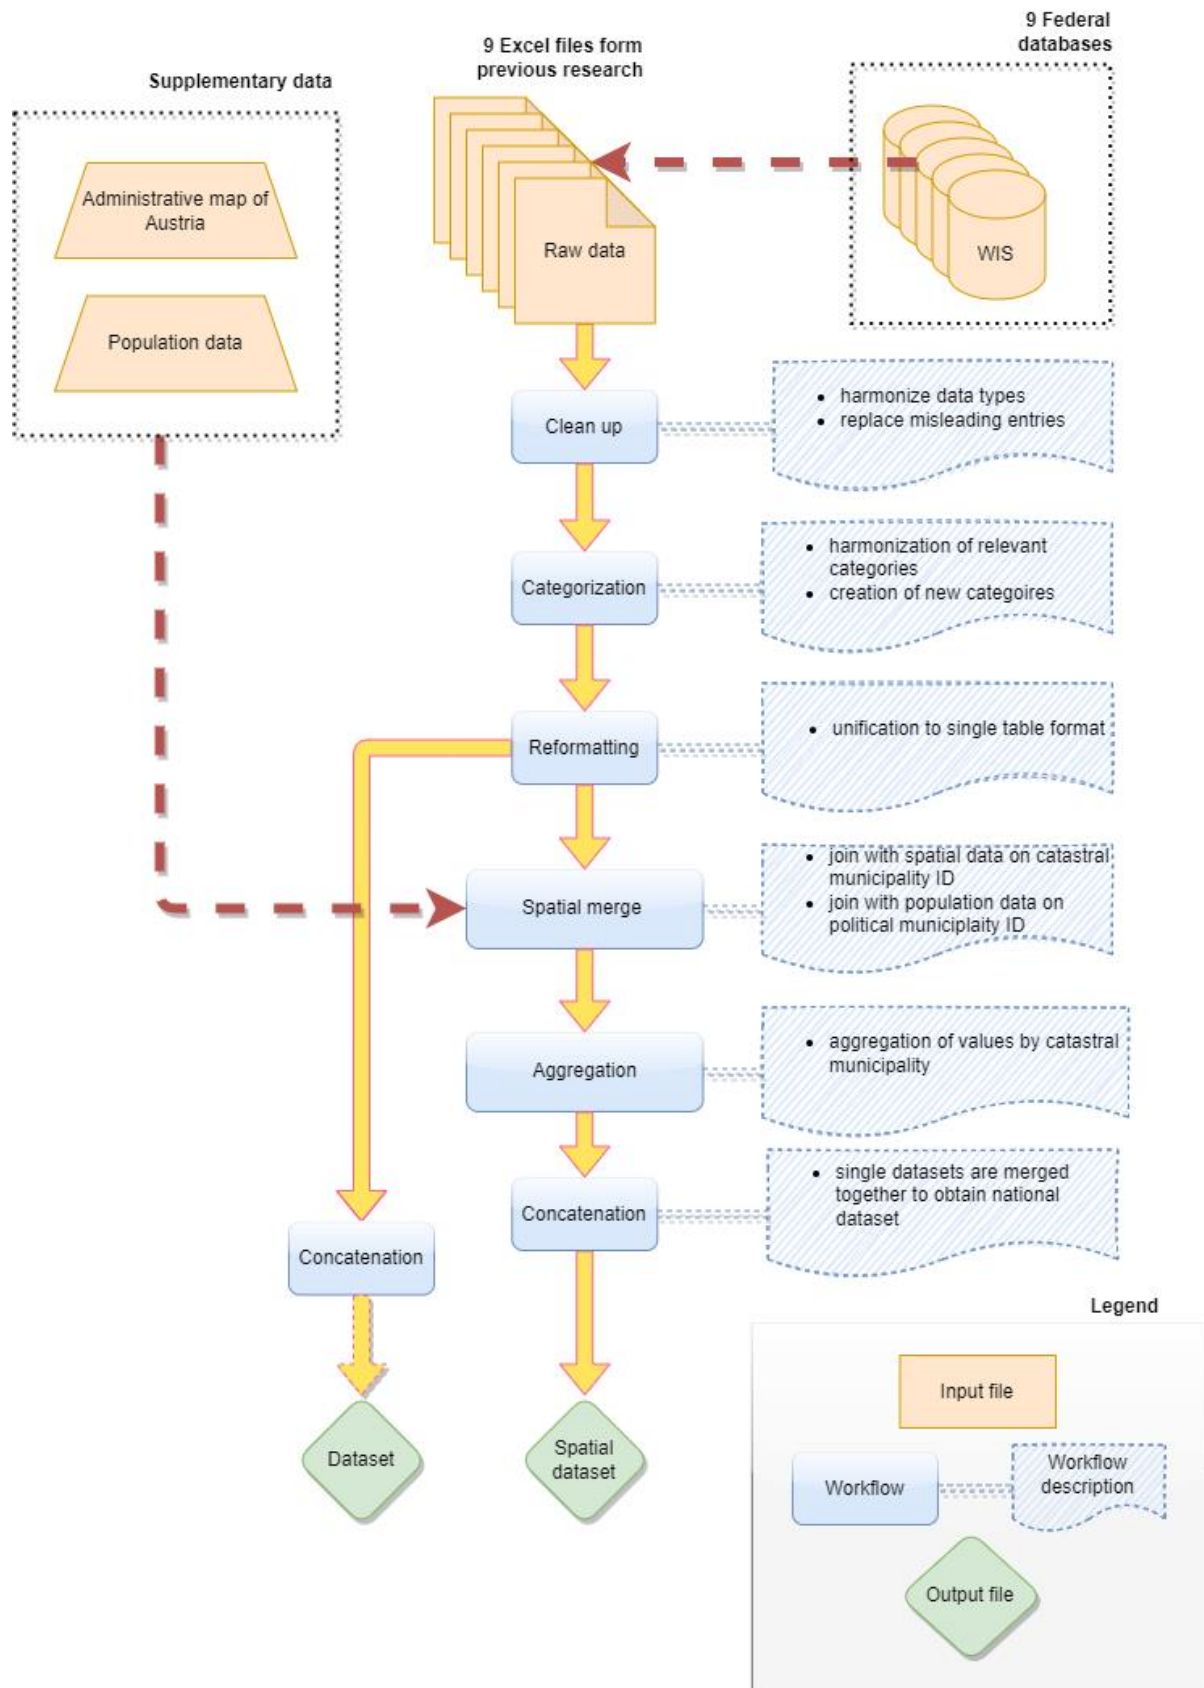 9 Federal
databases
9 Excel files form
previous research
Supplementary data
Administrative map of
Austria
Population data
Raw data
WIS
Clean up
• harmonize data types
• replace misleading entries
Categorization
• harmonization of relevant
categories
• creation of new categoires
Reformatting
• unification to single table format
Spatial merge
• join with spatial data on catastral
municipality ID
• join with population data on
political municiplaity ID
Aggregation
• aggregation of values by catastral
municipality
Concatenation
• single datasets are merged
together to obtain national
dataset
Concatenation
Dataset
Spatial
dataset
Legend
Input file
Workflow
Workflow
description
Output file